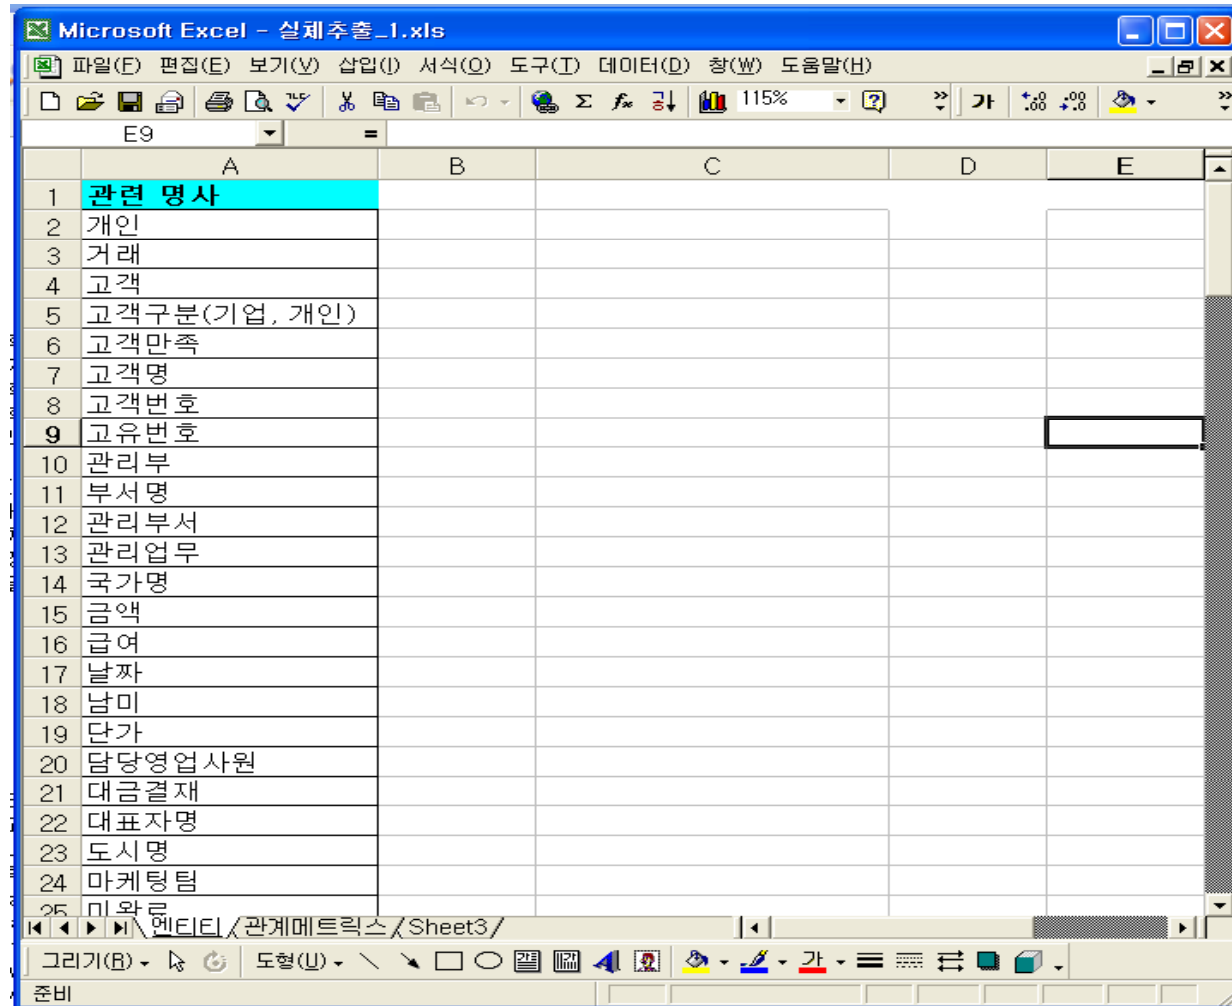 Microsoft Excel - 실체추출_1.xls
파일(F) 편집(E) 보기(V) 삽입(I) 서식(O) 도구(T) 데이터(D) 창(W) 도움말(H)
115% 가
E9 =
A B C D E
1 관련 명사
2 개인
3 거래
4 고객
5 고객구분(기업, 개인)
6 고객만족
7 고객명
8 고객번호
9 고유번호
10 관리부
11 부서명
12 관리부서
13 관리업무
14 국가명
15 금액
16 급여
17 날짜
18 남미
19 단가
20 담당영업사원
21 대금결재
22 대표자명
23 도시명
24 마케팅팀
25 미완료
엔티티 관계메트릭스 Sheet3
그리기(R) 도형(U) 가
준비